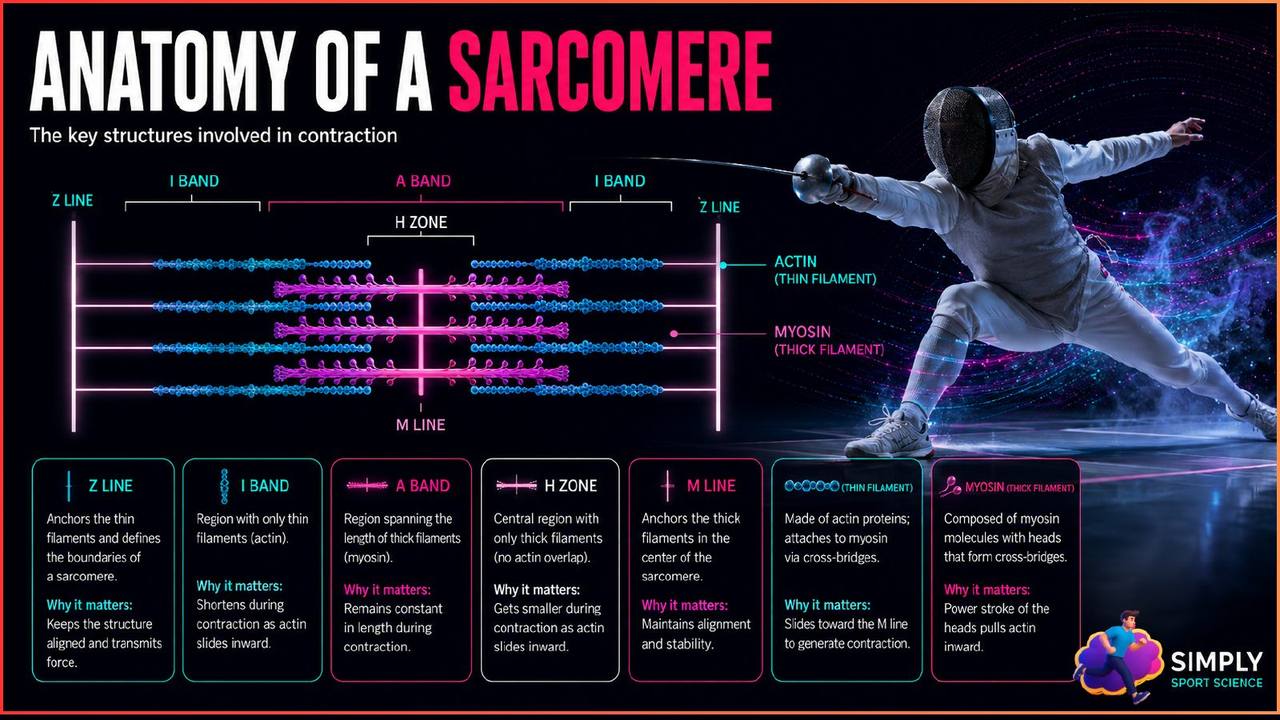 ANATOMY OF A SARCOMERE
The key structures involved in contraction
I BAND
A BAND
I BAND
Z LINE
Z LINE
H ZONE
ACTIN
(THIN FILAMENT)
MYOSIN
(THICK FILAMENT)
M LINE
Z LINE
Anchors the thin
filaments and defines
the boundaries of
a sarcomere.
Why it matters:
Keeps the structure
aligned and transmits
force.
I BAND
Region with only thin
filaments (actin).
Why it matters:
Shortens during
contraction as actin
slides inward.
A BAND
Region spanning the
length of thick filaments
(myosin).
Why it matters:
Remains constant
in length during
contraction.
H ZONE
Central region with
only thick filaments
(no actin overlap).
Why it matters:
Gets smaller during
contraction as actin
slides inward.
M LINE
Anchors the thick
filaments in the
center of the
sarcomere.
Why it matters:
Maintains alignment
and stability.
(THIN FILAMENT)
Made of actin proteins;
attaches to myosin
via cross-bridges.
Why it matters:
Slides toward the M line
to generate contraction.
MYOSIN (THICK FILAMENT)
Composed of myosin
molecules with heads
that form cross-bridges.
Why it matters:
Power stroke of the
heads pulls actin
inward.
SIMPLY
SPORT SCIENCE